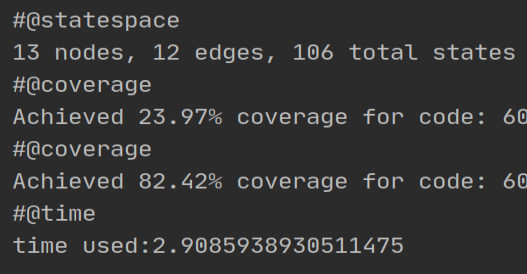 #@statespace
13 nodes, 12 edges, 106 total states
#@coverage
Achieved 23.97% coverage for code: 60
#@coverage
Achieved 82.42% coverage for code: 60
#@time
time used:2.9085938930511475